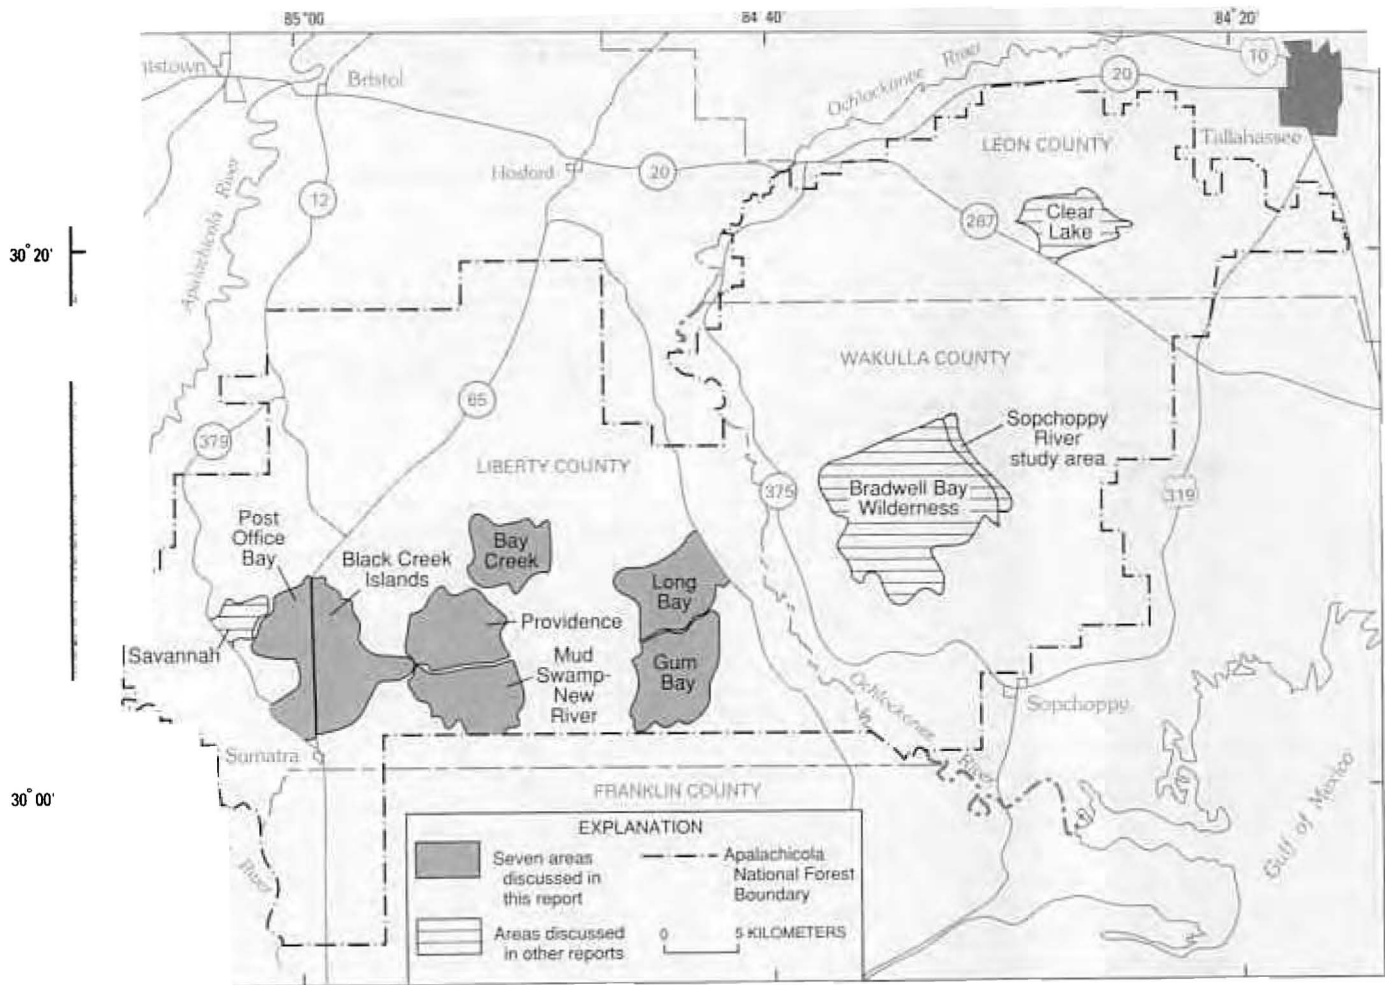 85°00'
84°40'
84°20'
Bristol
Ochlockonee River
20
10
LEON COUNTY
Tallahassee
Hosford
20
12
Apalachicola River
267
Clear
Lake
30°20'
WAKULLA COUNTY
65
379
LIBERTY COUNTY
Sopchoppy
River
study area
375
Bradwell Bay
Wilderness
319
Post
Office
Bay
Black Creek
Islands
Bay
Creek
Long
Bay
Providence
Savannah
Mud
Swamp-
New
River
Gum
Bay
Ochlockonee River
Sopchoppy
Sumatra
30°00'
FRANKLIN COUNTY
Gulf of Mexico
River
EXPLANATION
Seven areas
discussed in
this report
Apalachicola
National Forest
Boundary
Areas discussed
in other reports
0 5 KILOMETERS